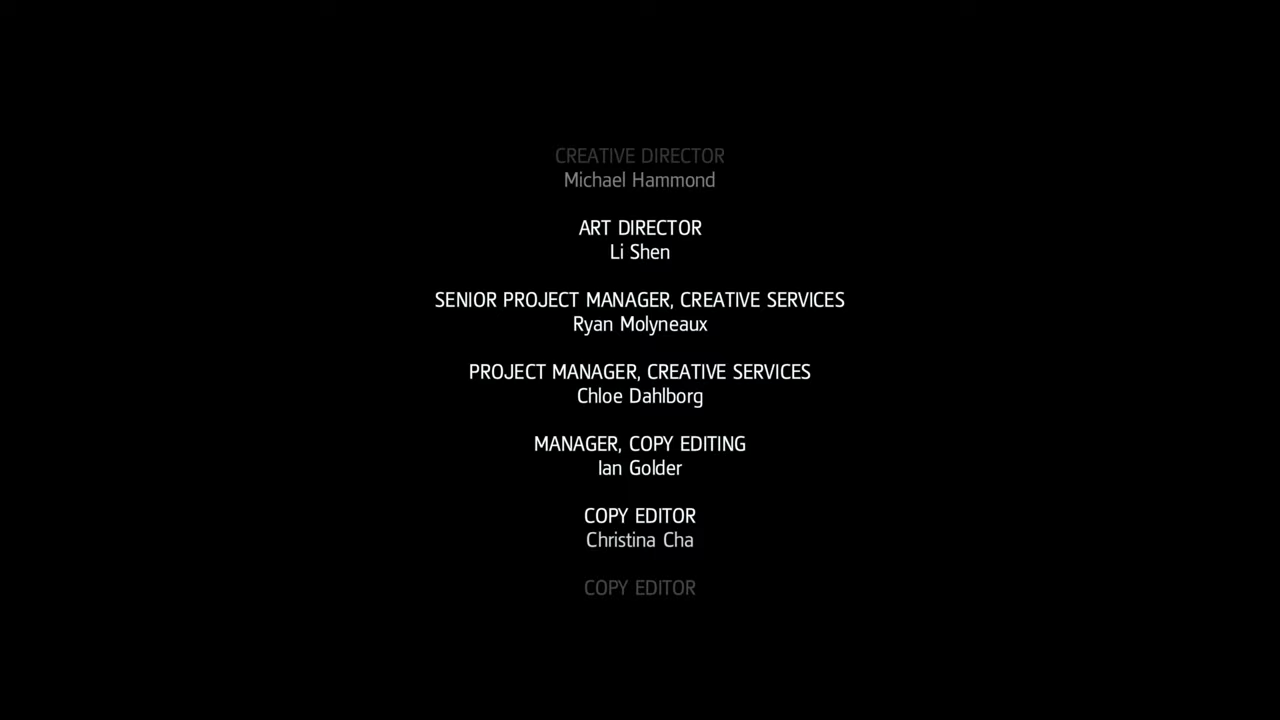 CREATIVE DIRECTOR
Michael Hammond
ART DIRECTOR
Li Shen
SENIOR PROJECT MANAGER, CREATIVE SERVICES
Ryan Molyneaux
PROJECT MANAGER, CREATIVE SERVICES
Chloe Dahlborg
MANAGER, COPY EDITING
Ian Golder
COPY EDITOR
Christina Cha
COPY EDITOR